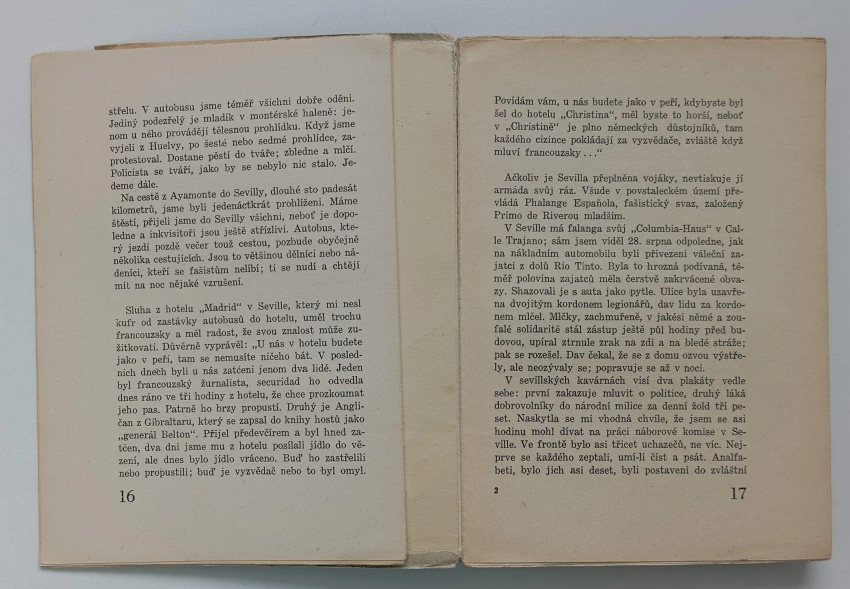 střelu. V autobusu jsme téměř všichni dobře oděni.
Jediný podezřelý je mladík v montérské haleně: je-
nom u něho provádějí tělesnou prohlídku. Když jsme
vyjeli z Huelvy, po šesté nebo sedmé prohlídce, za-
protestoval. Dostane pěstí do tváře; zbledne a mlčí.
Policista se tváří, jako by se nebylo nic stalo. Je-
deme dále.
Na cestě z Ayamonte do Sevilly, dlouhé sto padesát
kilometrů, jsme byli jedenáctkrát prohlíženi. Máme
štěstí, přijeli jsme do Sevilly všichni, neboť je dopo-
ledne a inkvisitoři jsou ještě střízliví. Autobus, kte-
rý jezdí pozdě večer touž cestou, pozbude obyčejně
několika cestujících. Jsou to většinou dělníci nebo ná-
deníci, kteří se fašistům nelíbí; ti se nudí a chtějí
mít na noc nějaké vzrušení.
Sluha z hotelu „Madrid“ v Seville, který mi nesl
kufr od zastávky autobusů do hotelu, uměl trochu
francouzsky a měl radost, že svou znalost může zu-
žitkovati. Důvěrně vyprávěl: „U nás v hotelu budete
jako v peří, tam se nemusíte ničeho bát. V posled-
ních dnech byli u nás zatčeni jenom dva lidé. Jeden
byl francouzský žurnalista, securidad ho odvedla
dnes ráno ve tři hodiny z hotelu, že chce prozkoumat
jeho pas. Patrně ho brzy propustí. Druhý je Angli-
čan z Gibraltaru, který se zapsal do knihy hostů jako
„generál Belton“. Přijel předevčírem a byl hned za-
tčen, dva dni jsme mu z hotelu posílali jídlo do vě-
zení, ale dnes bylo jídlo vráceno. Buď ho zastřelili
nebo propustili; buď je vyzvědač nebo to byl omyl.
16
Povídám vám, u nás budete jako v peří, kdybyste byl
šel do hotelu „Christina“, měl byste to horší, neboť
v „Christině“ je plno německých důstojníků, tam
každého cizince pokládají za vyzvědače, zvláště když
mluví francouzsky . . .“
Ačkoliv je Sevilla přeplněna vojáky, nevtiskuje jí
armáda svůj ráz. Všude v povstaleckém území pře-
vládá Phalange Española, fašistický svaz, založený
Primo de Riverou mladším.
V Seville má falanga svůj „Columbia-Haus“ v Cal-
le Trajano; sám jsem viděl 28. srpna odpoledne, jak
na nákladním automobilu byli přivezeni váleční za-
jatci z dolů Rio Tinto. Byla to hrozná podívaná, té-
měř polovina zajatců měla čerstvě zakrvácené obva-
zy. Shazovali je s auta jako pytle. Ulice byla uzavře-
na dvojitým kordonem legionářů, dav lidu za kordo-
nem mlčel. Mlčky, zachmuřeně, v jakési němé a zou-
falé solidaritě stál zástup ještě půl hodiny před bu-
dovou, upíral ztrnule zrak na zdi a na bledé stráže;
pak se rozešel. Dav čekal, že se z domu ozvou výstře-
ly, ale neozývaly se; popravuje se až v noci.
V sevillských kavárnách visí dva plakáty vedle
sebe: první zakazuje mluvit o politice, druhý láká
dobrovolníky do národní milice za denní žold tří pe-
set. Naskytla se mi vhodná chvíle, že jsem se asi
hodinu mohl dívat na práci náborové komise v Se-
ville. Ve frontě bylo asi třicet uchazečů, ne víc. Nej-
prve se každého zeptali, umí-li číst a psát. Analfa-
beti, bylo jich asi deset, byli postaveni do zvláštní
2
17